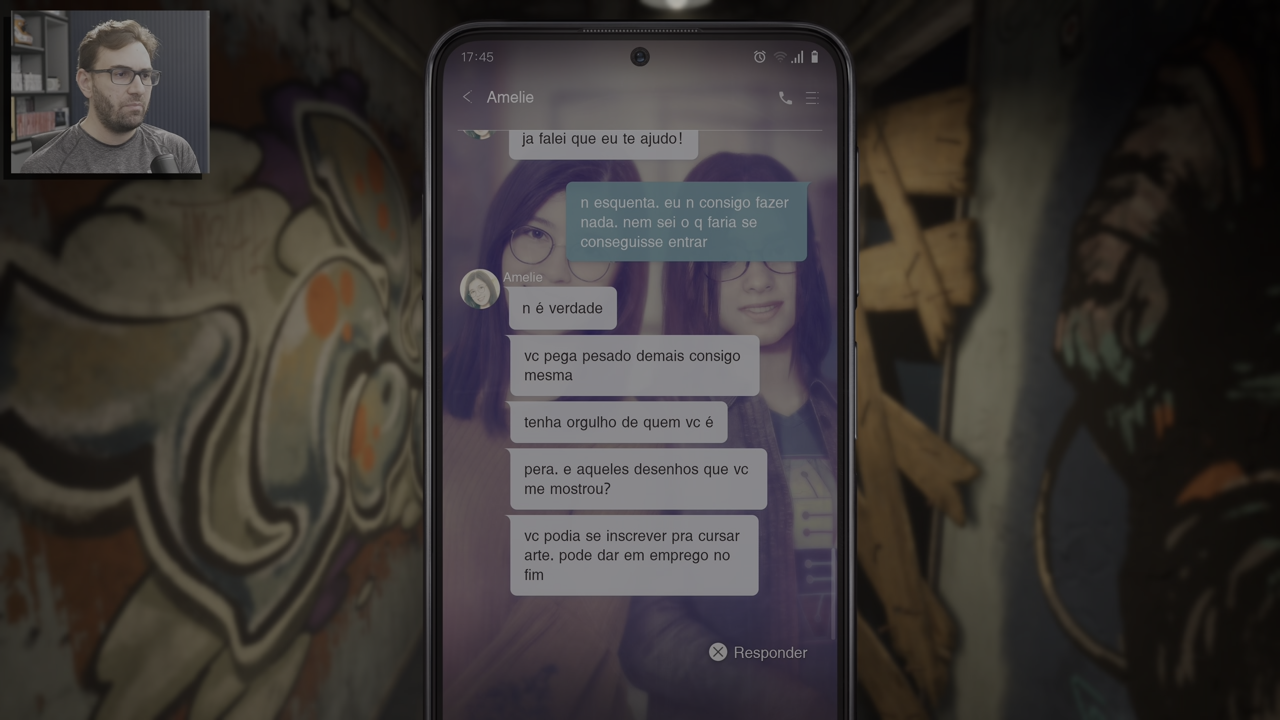 17:45
Amelie
ja falei que eu te ajudo!
n esquenta. eu n consigo fazer
nada. nem sei o q faria se
conseguisse entrar
Amelie
n é verdade
vc pega pesado demais consigo
mesma
tenha orgulho de quem vc é
pera. e aqueles desenhos que vc
me mostrou?
vc podia se inscrever pra cursar
arte. pode dar em emprego no
fim
Responder